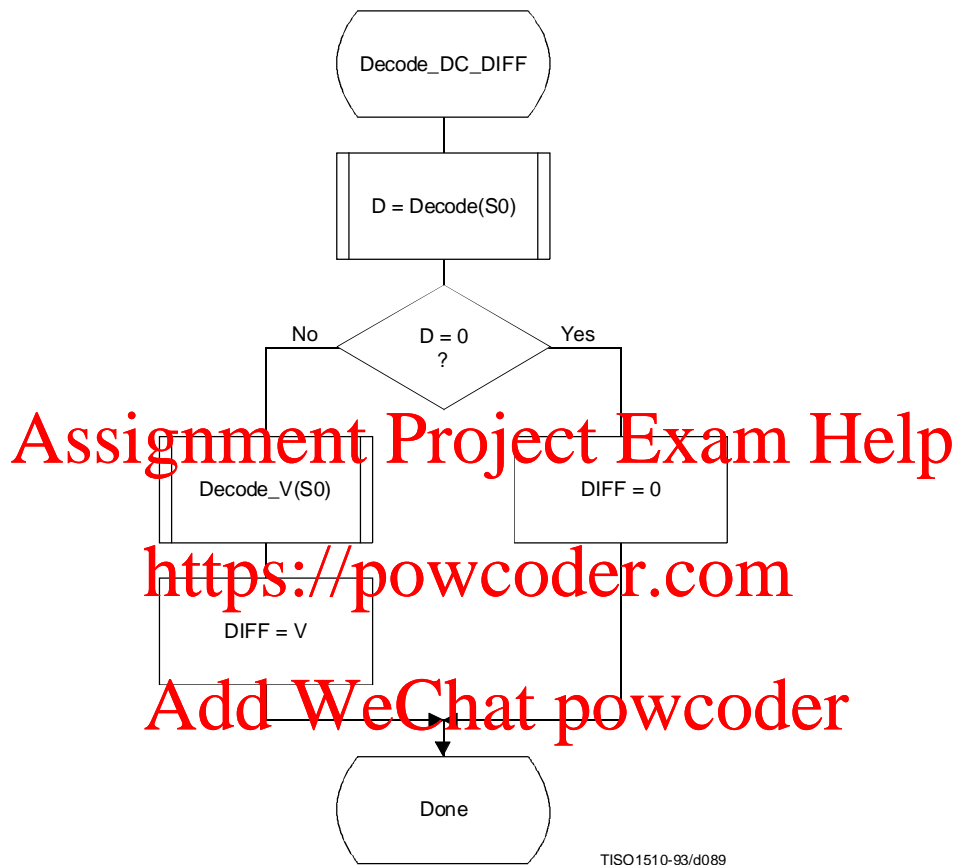 Decode_DC_DIFF
D = Decode(S0)
No
D = 0
?
Yes
Assignment Project Exam Help
Decode_V(S0)
DIFF = 0
https://powcoder.com
DIFF = V
Add WeChat powcoder
Done
TISO1510-93/d089